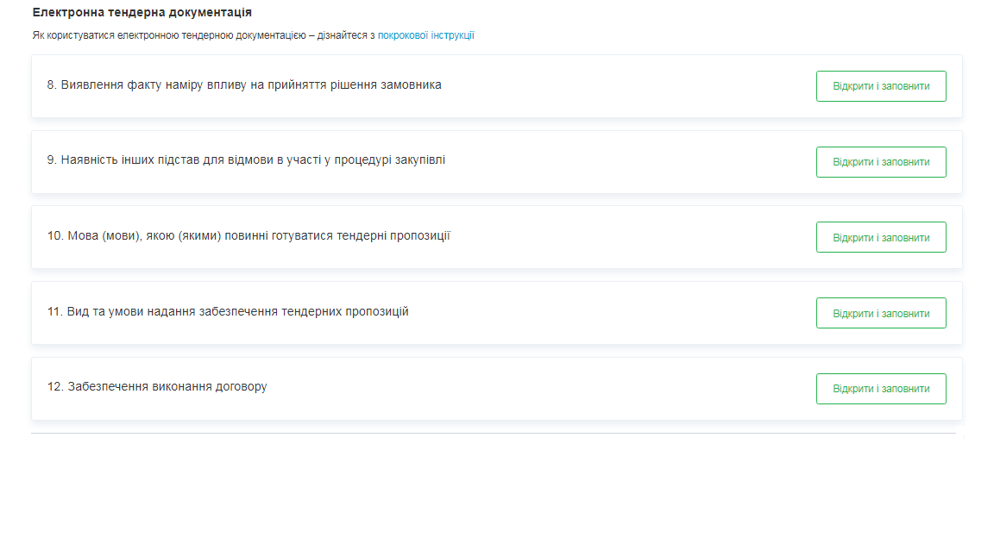 Електронна тендерна документація
Як користуватися електронною тендерною документацією – дізнайтеся з покрокової інструкції
8. Виявлення факту наміру впливу на прийняття рішення замовника
Відкрити і заповнити
9. Наявність інших підстав для відмови в участі у процедурі закупівлі
Відкрити і заповнити
10. Мова (мови), якою (якими) повинні готуватися тендерні пропозиції
Відкрити і заповнити
11. Вид та умови надання забезпечення тендерних пропозицій
Відкрити і заповнити
12. Забезпечення виконання договору
Відкрити і заповнити